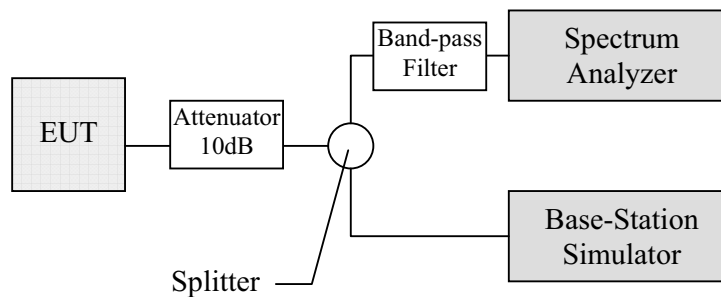 EUT
Attenuator
10dB
Band-pass
Filter
Spectrum
Analyzer
Base-Station
Simulator
Splitter